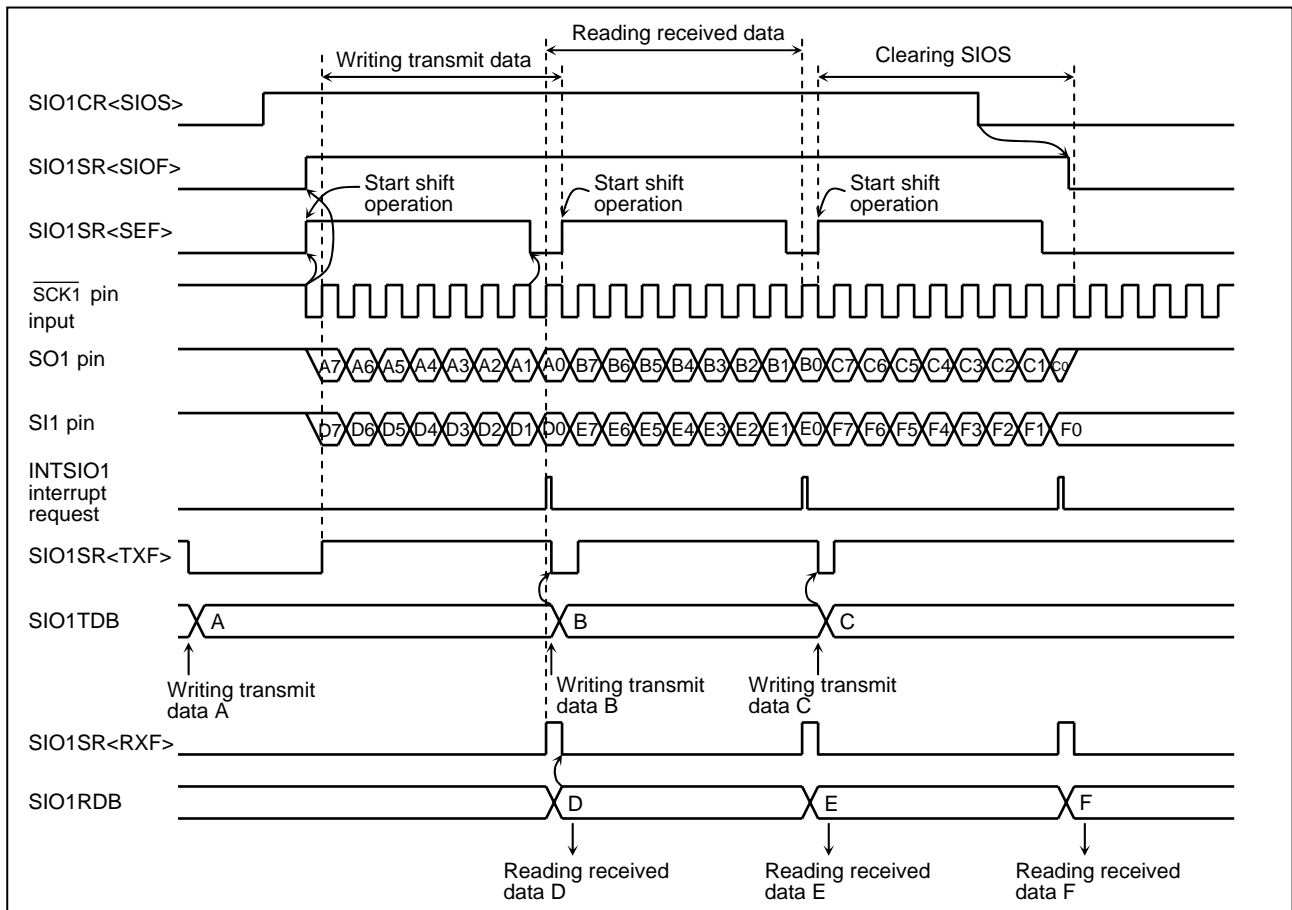 Reading received data
Writing transmit data
Clearing SIOS
SIO1CR<SIOS>
SIO1SR<SIOF>
Start shift
operation
Start shift
operation
Start shift
operation
SIO1SR<SEF>
SCK1 pin
input
SO1 pin
A7 A6 A5 A4 A3 A2 A1 A0 B7 B6 B5 B4 B3 B2 B1 B0 C7 C6 C5 C4 C3 C2 C1 C0
SI1 pin
D7 D6 D5 D4 D3 D2 D1 D0 E7 E6 E5 E4 E3 E2 E1 E0 F7 F6 F5 F4 F3 F2 F1 F0
INTSIO1
interrupt
request
SIO1SR<TXF>
SIO1TDB
A B C
Writing transmit
data A
Writing transmit
data B
Writing transmit
data C
SIO1SR<RXF>
SIO1RDB
D E F
Reading received
data D
Reading received
data E
Reading received
data F